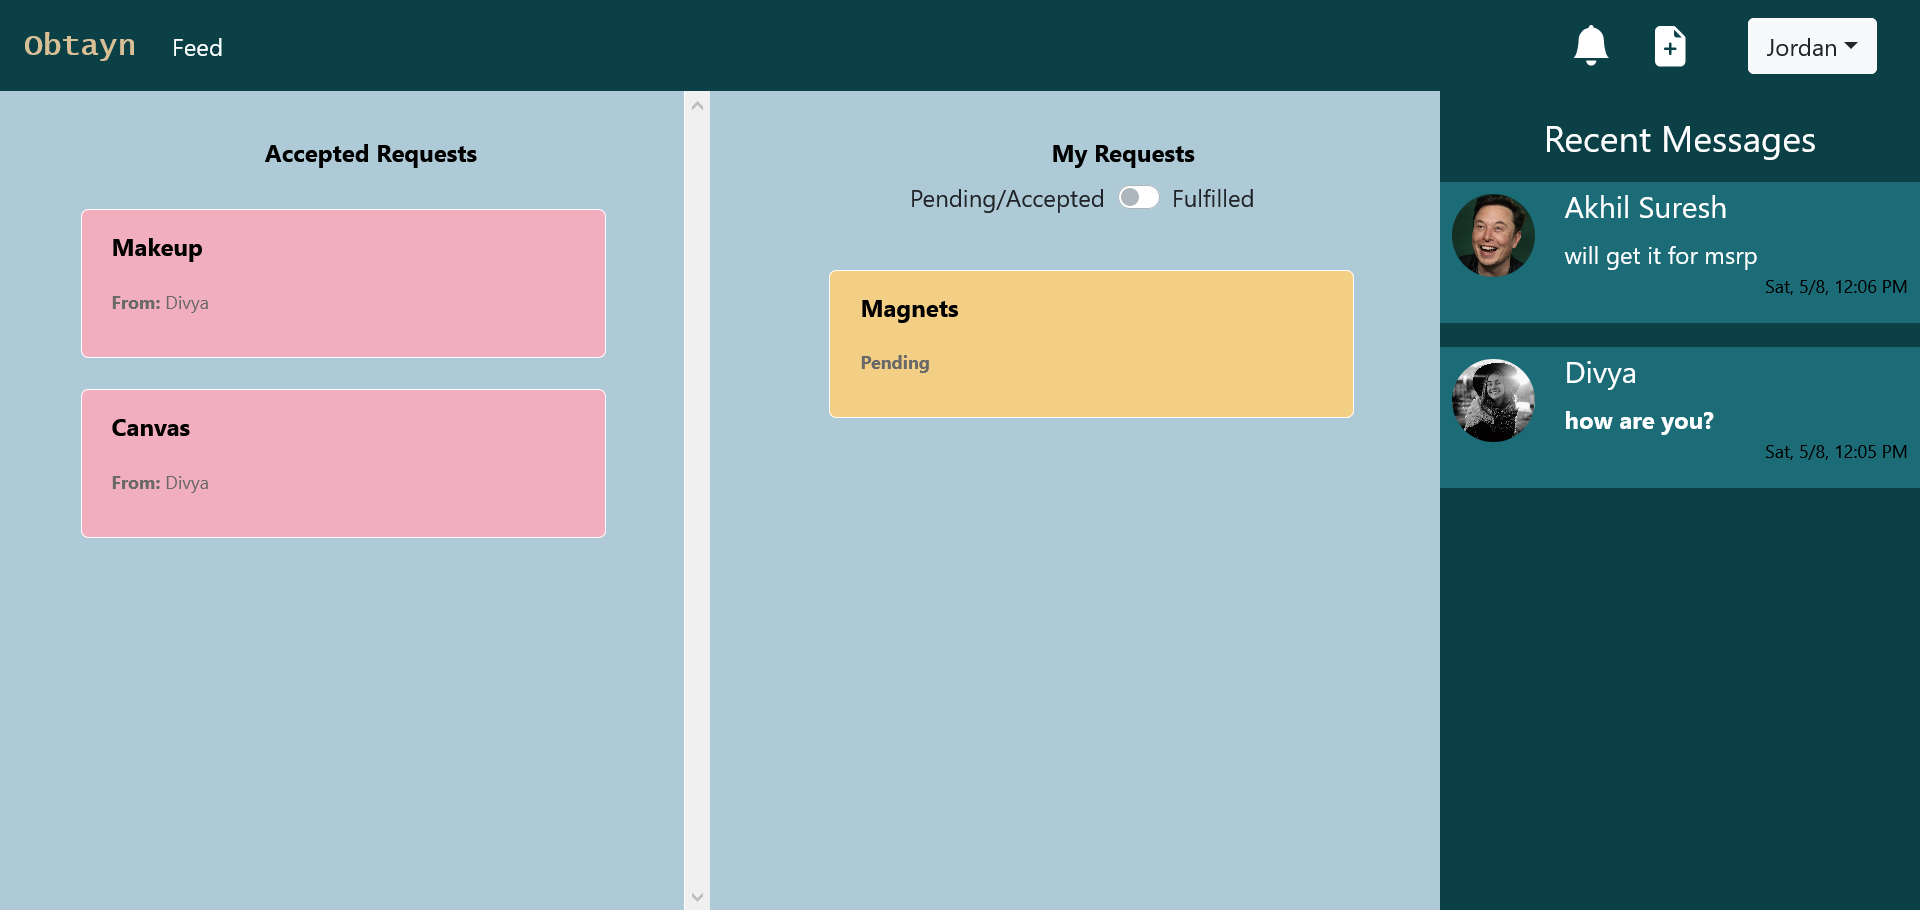 Obtayn
Feed
Jordan
Accepted Requests
Makeup
From: Divya
Canvas
From: Divya
My Requests
Pending/Accepted
Fulfilled
Magnets
Pending
Recent Messages
Akhil Suresh
will get it for msrp
Sat, 5/8, 12:06 PM
Divya
how are you?
Sat, 5/8, 12:05 PM